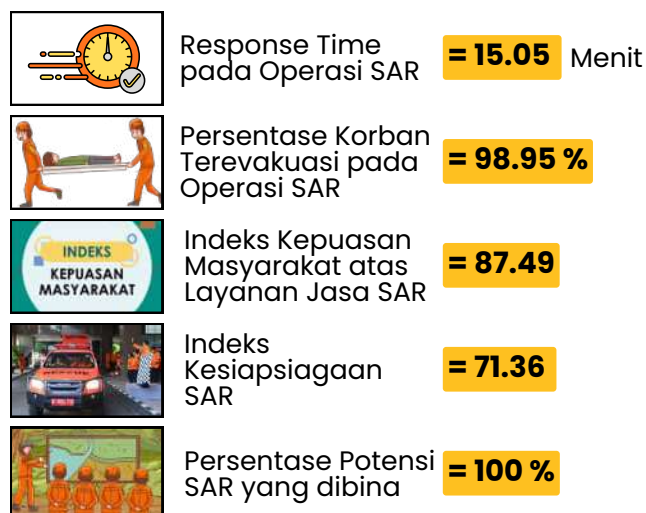 Response Time
pada Operasi SAR
= 15.05 Menit
Persentase Korban
Terevakuasi pada
Operasi SAR
= 98.95 %
INDEKS
KEPUASAN
MASYARAKAT
Indeks Kepuasan
Masyarakat atas
Layanan Jasa SAR
= 87.49
Indeks
Kesiapsiagaan
SAR
= 71.36
Persentase Potensi
SAR yang dibina
= 100 %